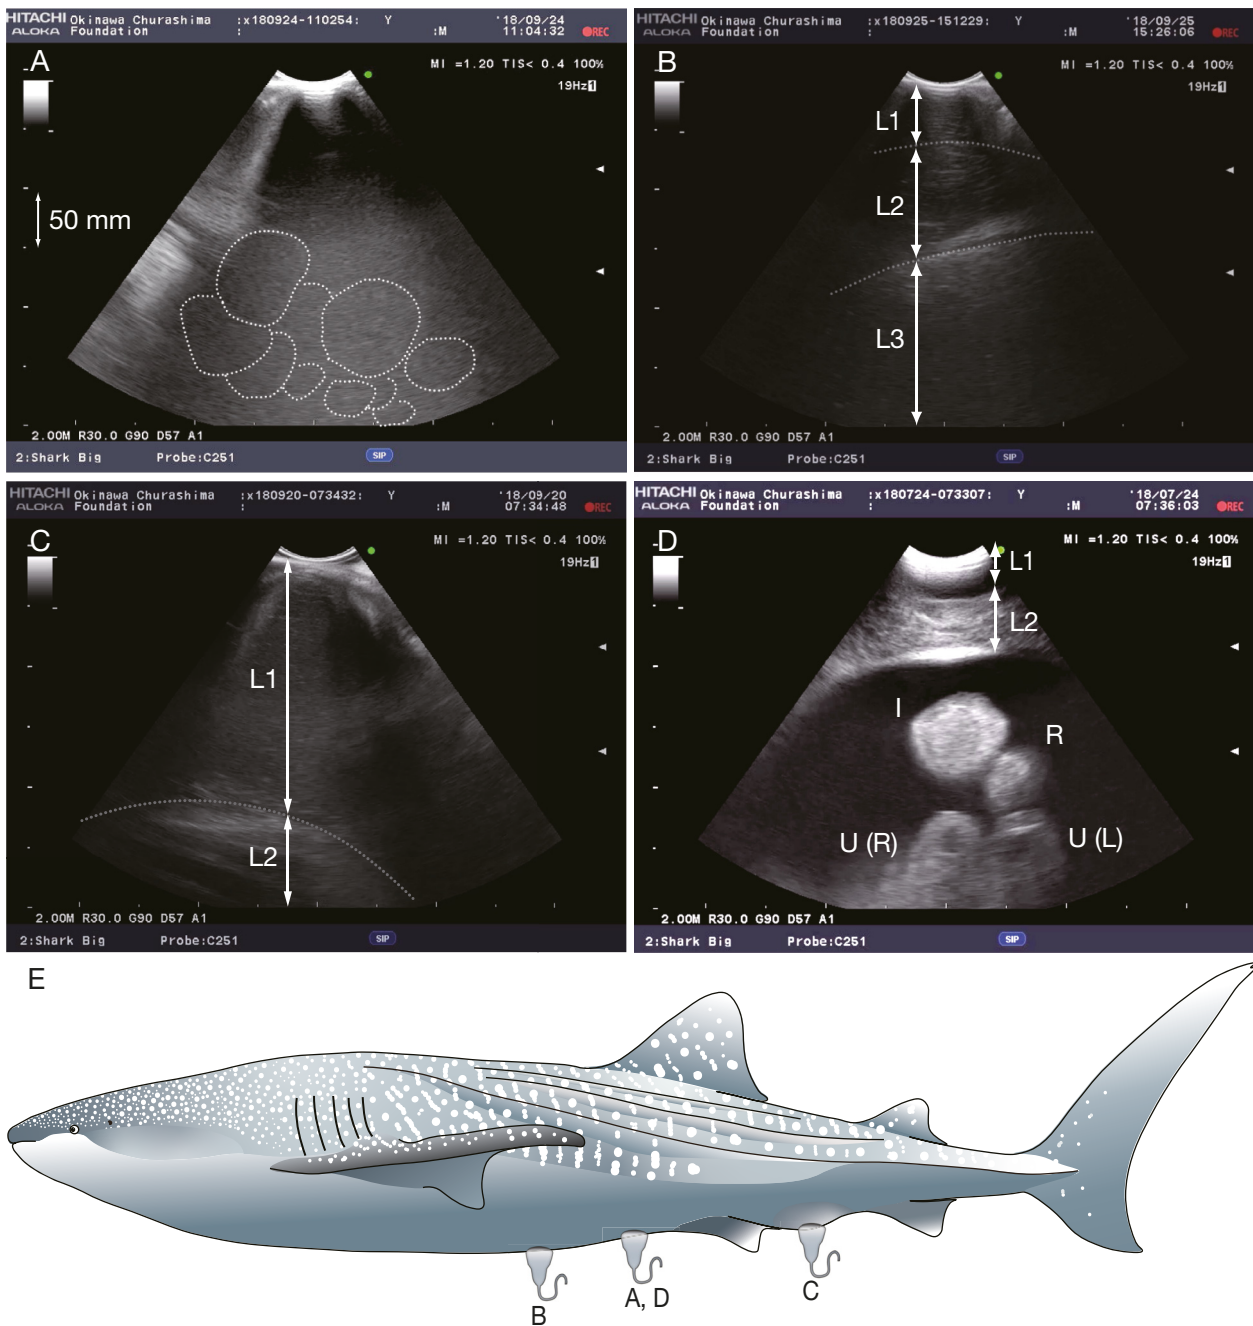 HITACHI Okinawa Churashima :x180924-110254: Y '18/09/24
ALOKA Foundation : :M 11:04:32 REC
A
MI =1.20 TIS< 0.4 100%
19Hz 1
50 mm
2.00M R30.0 G90 D57 A1
2:Shark Big Probe:C251 SIP
HITACHI Okinawa Churashima :x180925-151229: Y '18/09/25
ALOKA Foundation : :M 15:26:06 REC
B
MI =1.20 TIS< 0.4 100%
19Hz 1
L1
L2
L3
2.00M R30.0 G90 D57 A1
2:Shark Big Probe:C251 SIP
HITACHI Okinawa Churashima :x180920-073432: Y '18/09/20
ALOKA Foundation : :M 07:34:48 REC
C
MI =1.20 TIS< 0.4 100%
19Hz 1
L1
L2
2.00M R30.0 G90 D57 A1
2:Shark Big Probe:C251 SIP
HITACHI Okinawa Churashima :x180724-073307: Y '18/07/24
ALOKA Foundation : :M 07:36:03 REC
D
MI =1.20 TIS< 0.4 100%
19Hz 1
L1
L2
I
R
U (R)
U (L)
2.00M R30.0 G90 D57 A1
2:Shark Big Probe:C251 SIP
E
B
A, D
C